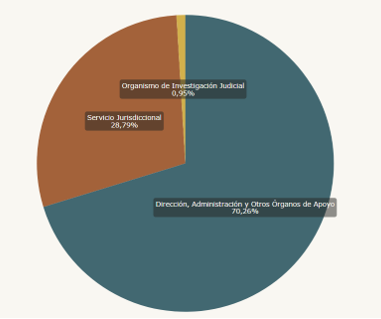 Organismo de Investigación Judicial
0,95%
Servicio Jurisdiccional
28,79%
Dirección, Administración y Otros Órganos de Apoyo
70,26%